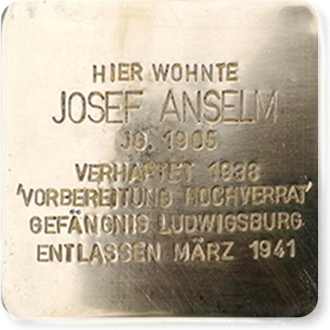 HIER WOHNTE
JOSEF ANSELM
JG. 1905
VERHAFTET 1938
'VORBEREITUNG HOCHVERRAT'
GEFÄNGNIS LUDWIGSBURG
ENTLASSEN MÄRZ 1941